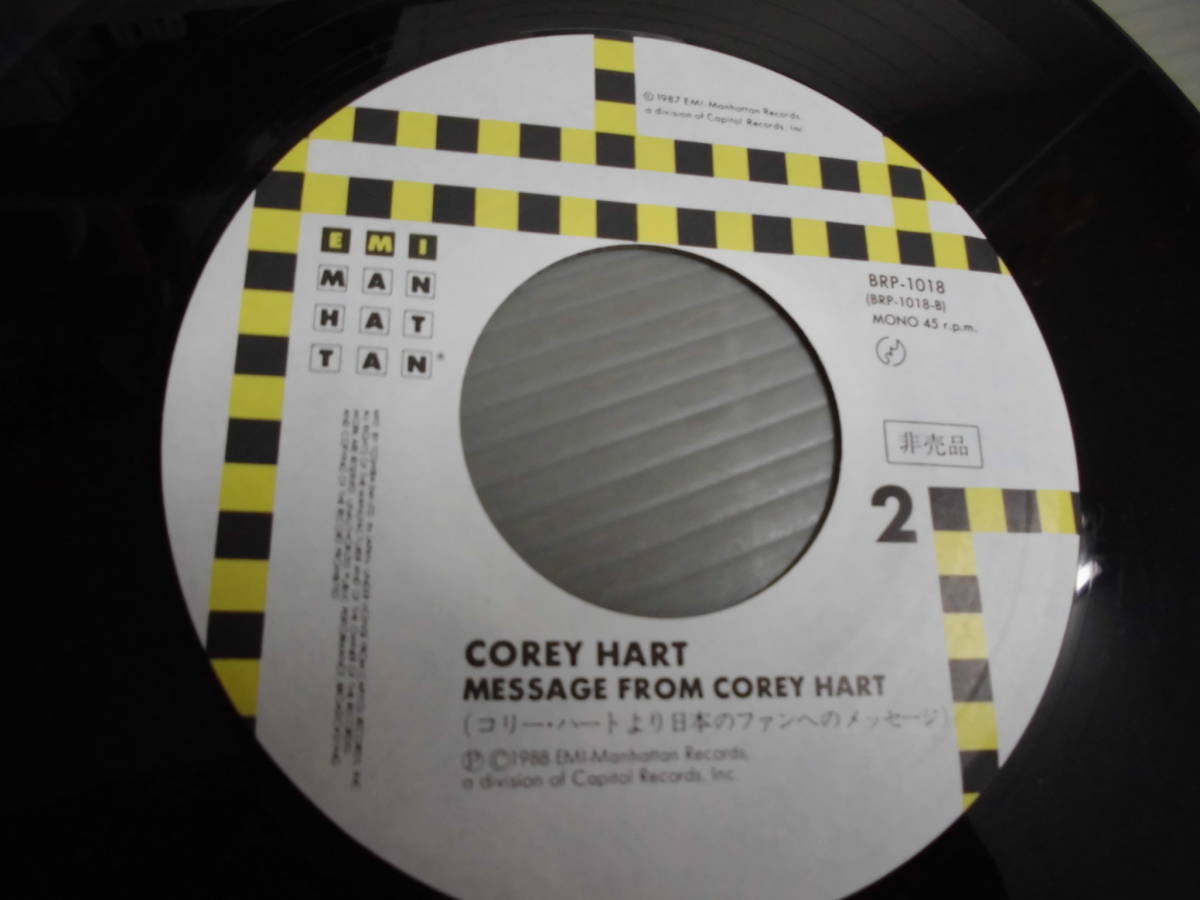 © 1987 EMI-Manhattan Records,
a division of Capitol Records, Inc.
EMI
MAN
HAT
TAN®
BRP-1018
(BRP-1018-B)
MONO 45 r.p.m.
非売品
2
COREY HART
MESSAGE FROM COREY HART
(コリー・ハートより日本のファンへのメッセージ)
Ⓟ©1988 EMI-Manhattan Records,
a division of Capitol Records, Inc.